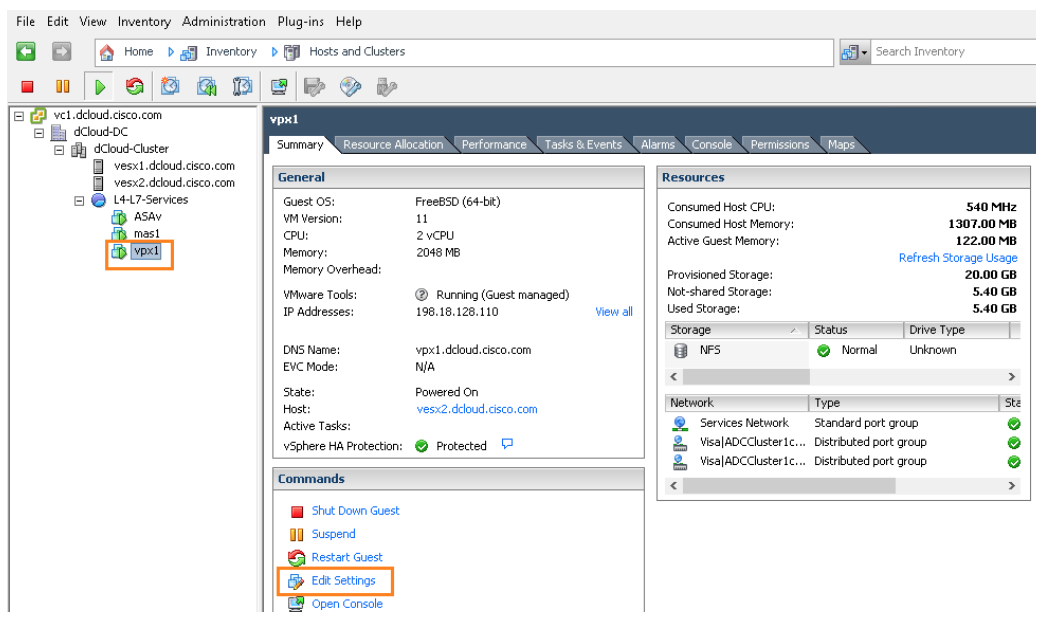 File Edit View Inventory Administration Plug-ins Help
Home Inventory Hosts and Clusters
Search Inventory
vc1.dcloud.cisco.com
dCloud-DC
dCloud-Cluster
vesx1.dcloud.cisco.com
vesx2.dcloud.cisco.com
L4-L7-Services
ASAv
mas1
vpx1
vpx1
Summary Resource Allocation Performance Tasks & Events Alarms Console Permissions Maps
General
Guest OS: FreeBSD (64-bit)
VM Version: 11
CPU: 2 vCPU
Memory: 2048 MB
Memory Overhead:
VMware Tools: Running (Guest managed)
IP Addresses: 198.18.128.110 View all
DNS Name: vpx1.dcloud.cisco.com
EVC Mode: N/A
State: Powered On
Host: vesx2.dcloud.cisco.com
Active Tasks:
vSphere HA Protection: Protected
Commands
Shut Down Guest
Suspend
Restart Guest
Edit Settings
Open Console
Resources
Consumed Host CPU: 540 MHz
Consumed Host Memory: 1307.00 MB
Active Guest Memory: 122.00 MB
Refresh Storage Usage
Provisioned Storage: 20.00 GB
Not-shared Storage: 5.40 GB
Used Storage: 5.40 GB
Storage Status Drive Type
NFS Normal Unknown
Network Type Sta
Services Network Standard port group
Visa|ADCCluster1c... Distributed port group
Visa|ADCCluster1c... Distributed port group